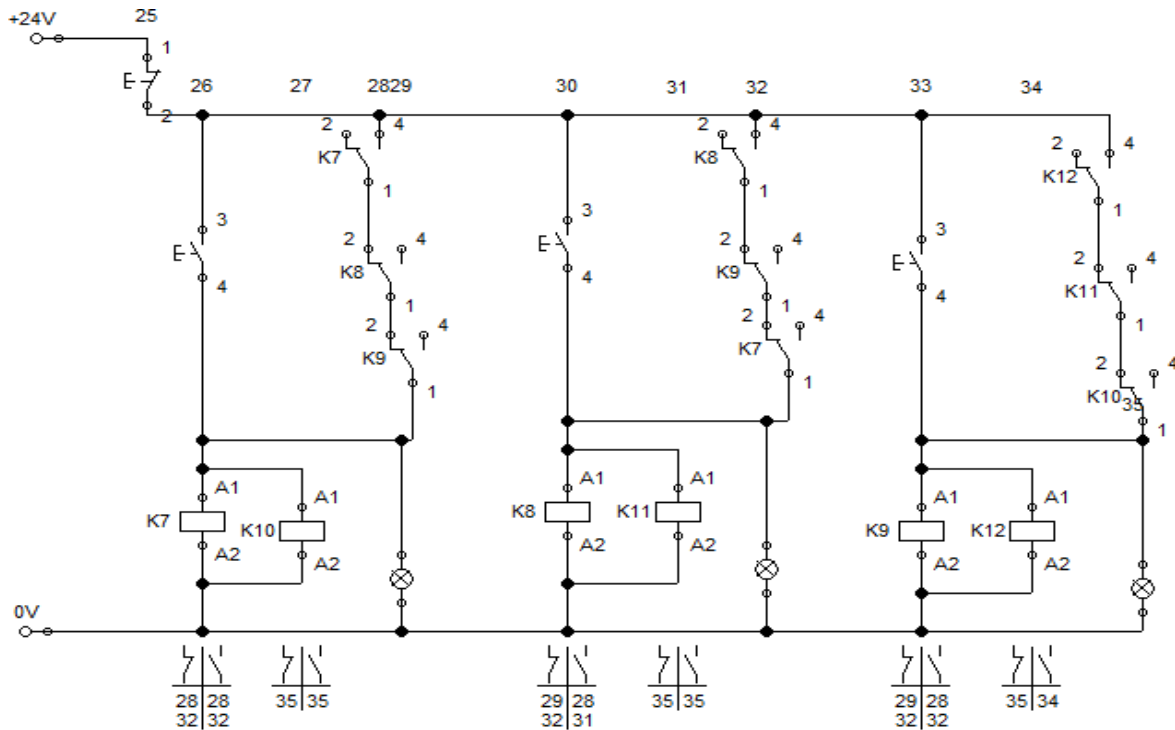 +24V 25
1
2
26 27 2829 30 31 32 33 34
2 4 2 4 2 4
K7 K8 K12
1 1 1
3 3 3
4 4 4
2 4 2 4 2 4
K8 K9 K11
1 1 1
2 4 2 4 2 4
K9 K7 K10 35
1 1 1
A1 A1 A1 A1 A1 A1
K7 K10 K8 K11 K9 K12
A2 A2 A2 A2 A2 A2
0V
28 28 35 35 29 28 35 35 29 28 35 34
32 32 32 31 32 32